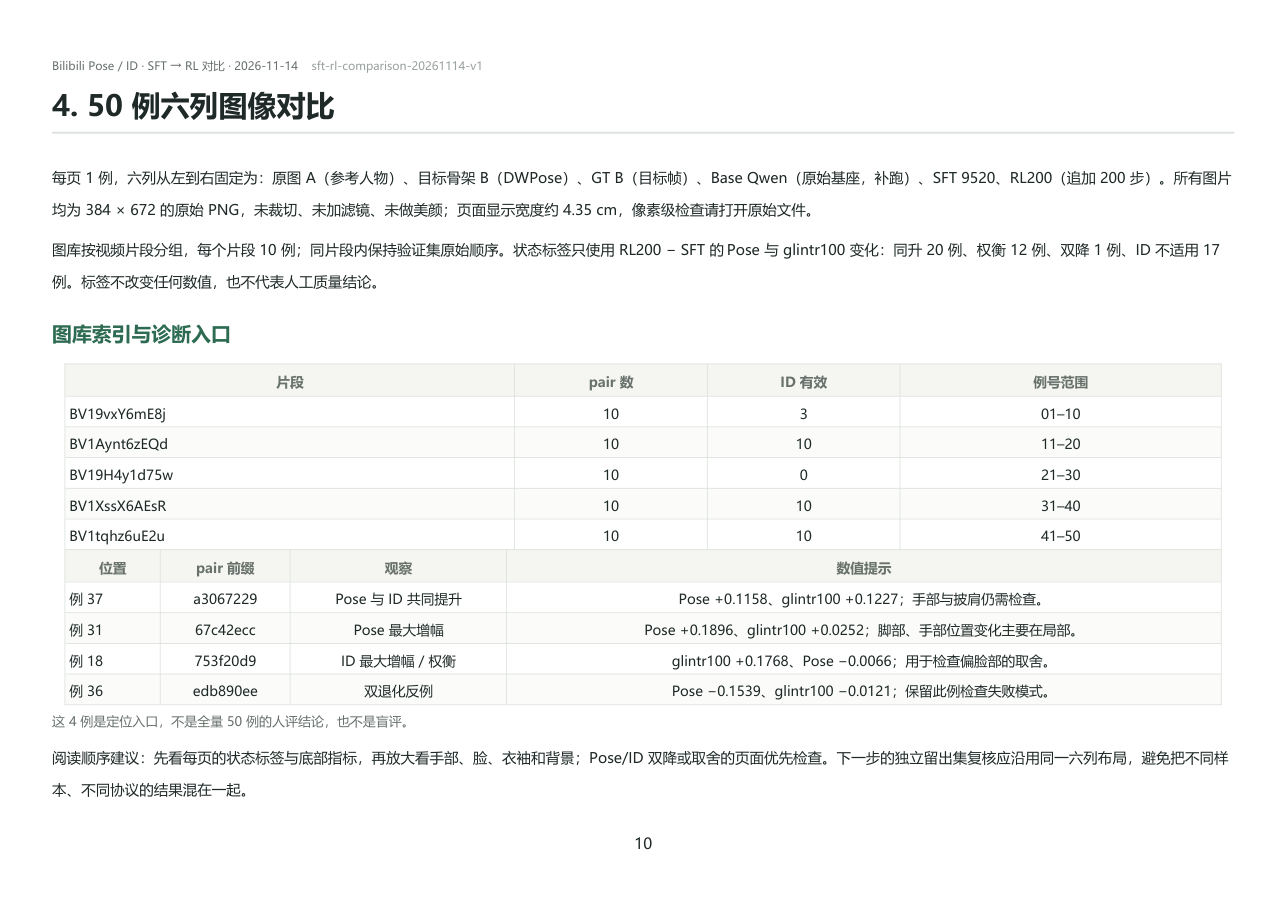 Bilibili Pose / ID · SFT → RL 对比 · 2026-11-14 sft-rl-comparison-20261114-v1
4. 50 例六列图像对比
每页 1 例，六列从左到右固定为：原图 A（参考人物）、目标骨架 B（DWPose）、GT B（目标帧）、Base Qwen（原始基座，补跑）、SFT 9520、RL200（追加 200 步）。所有图片
均为 384 × 672 的原始 PNG，未裁切、未加滤镜、未做美颜；页面显示宽度约 4.35 cm，像素级检查请打开原始文件。
图库按视频片段分组，每个片段 10 例；同片段内保持验证集原始顺序。状态标签只使用 RL200 − SFT 的 Pose 与 glintr100 变化：同升 20 例、权衡 12 例、双降 1 例、ID 不适用 17
例。标签不改变任何数值，也不代表人工质量结论。
图库索引与诊断入口
片段 pair 数 ID 有效 例号范围
BV19vxY6mE8j 10 3 01–10
BV1Aynt6zEQd 10 10 11–20
BV19H4y1d75w 10 0 21–30
BV1XssX6AEsR 10 10 31–40
BV1tqhz6uE2u 10 10 41–50
位置 pair 前缀 观察 数值提示
例 37 a3067229 Pose 与 ID 共同提升 Pose +0.1158、glintr100 +0.1227；手部与披肩仍需检查。
例 31 67c42ecc Pose 最大增幅 Pose +0.1896、glintr100 +0.0252；脚部、手部位置变化主要在局部。
例 18 753f20d9 ID 最大增幅 / 权衡 glintr100 +0.1768、Pose −0.0066；用于检查偏脸部的取舍。
例 36 edb890ee 双退化反例 Pose −0.1539、glintr100 −0.0121；保留此例检查失败模式。
这 4 例是定位入口，不是全量 50 例的人评结论，也不是盲评。
阅读顺序建议：先看每页的状态标签与底部指标，再放大看手部、脸、衣袖和背景；Pose/ID 双降或取舍的页面优先检查。下一步的独立留出集复核应沿用同一六列布局，避免把不同样
本、不同协议的结果混在一起。
10